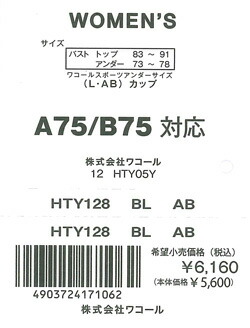 WOMEN'S
サイズ
バスト トップ 83 ~ 91
アンダー 73 ~ 78
ワコールスポーツアンダーサイズ
(L・AB) カップ
A75/B75 対応
株式会社ワコール
12 HTY05Y
HTY128 BL AB
HTY128 BL AB
希望小売価格(税込)
¥6,160
(本体価格 ¥5,600)
4903724171062
株式会社ワコール